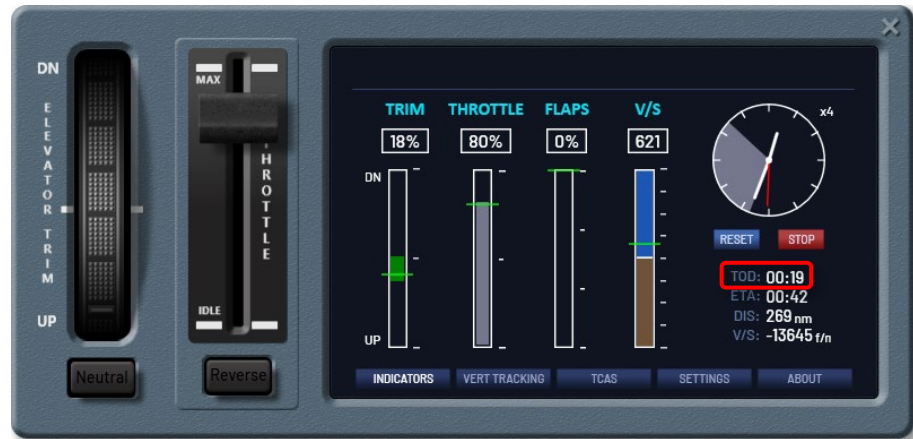 DN
ELEVATOR TRIM
UP
Neutral
MAX
THROTTLE
IDLE
Reverse
TRIM THROTTLE FLAPS V/S
18% 80% 0% 621
DN
UP
x4
RESET STOP
TOD: 00:19
ETA: 00:42
DIS: 269 nm
V/S: -13645 f/n
INDICATORS VERT TRACKING TCAS SETTINGS ABOUT